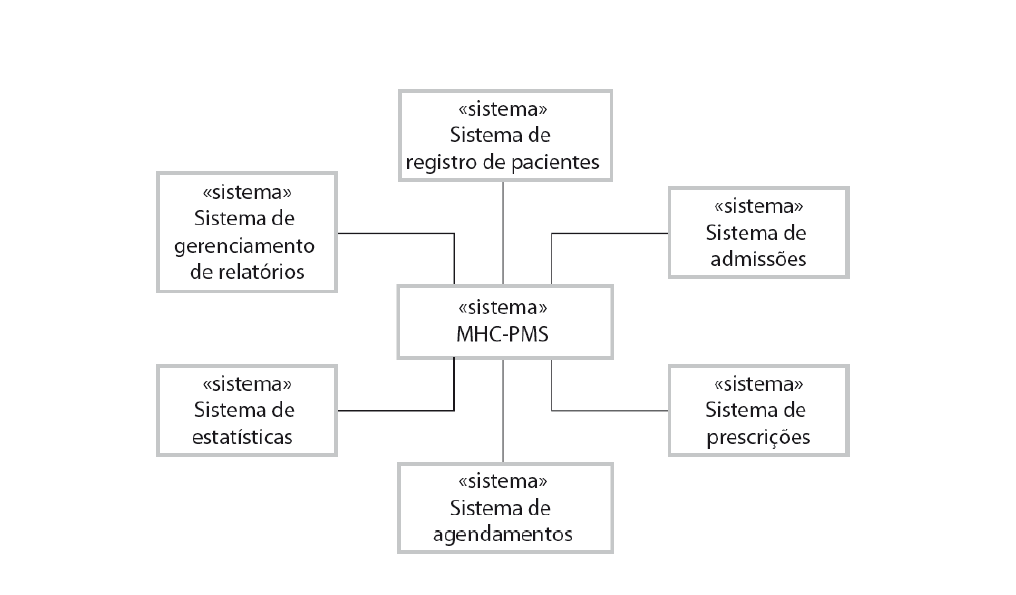 «sistema»
Sistema de
registro de pacientes
«sistema»
Sistema de
gerenciamento
de relatórios
«sistema»
Sistema de
admissões
«sistema»
MHC-PMS
«sistema»
Sistema de
estatísticas
«sistema»
Sistema de
prescrições
«sistema»
Sistema de
agendamentos